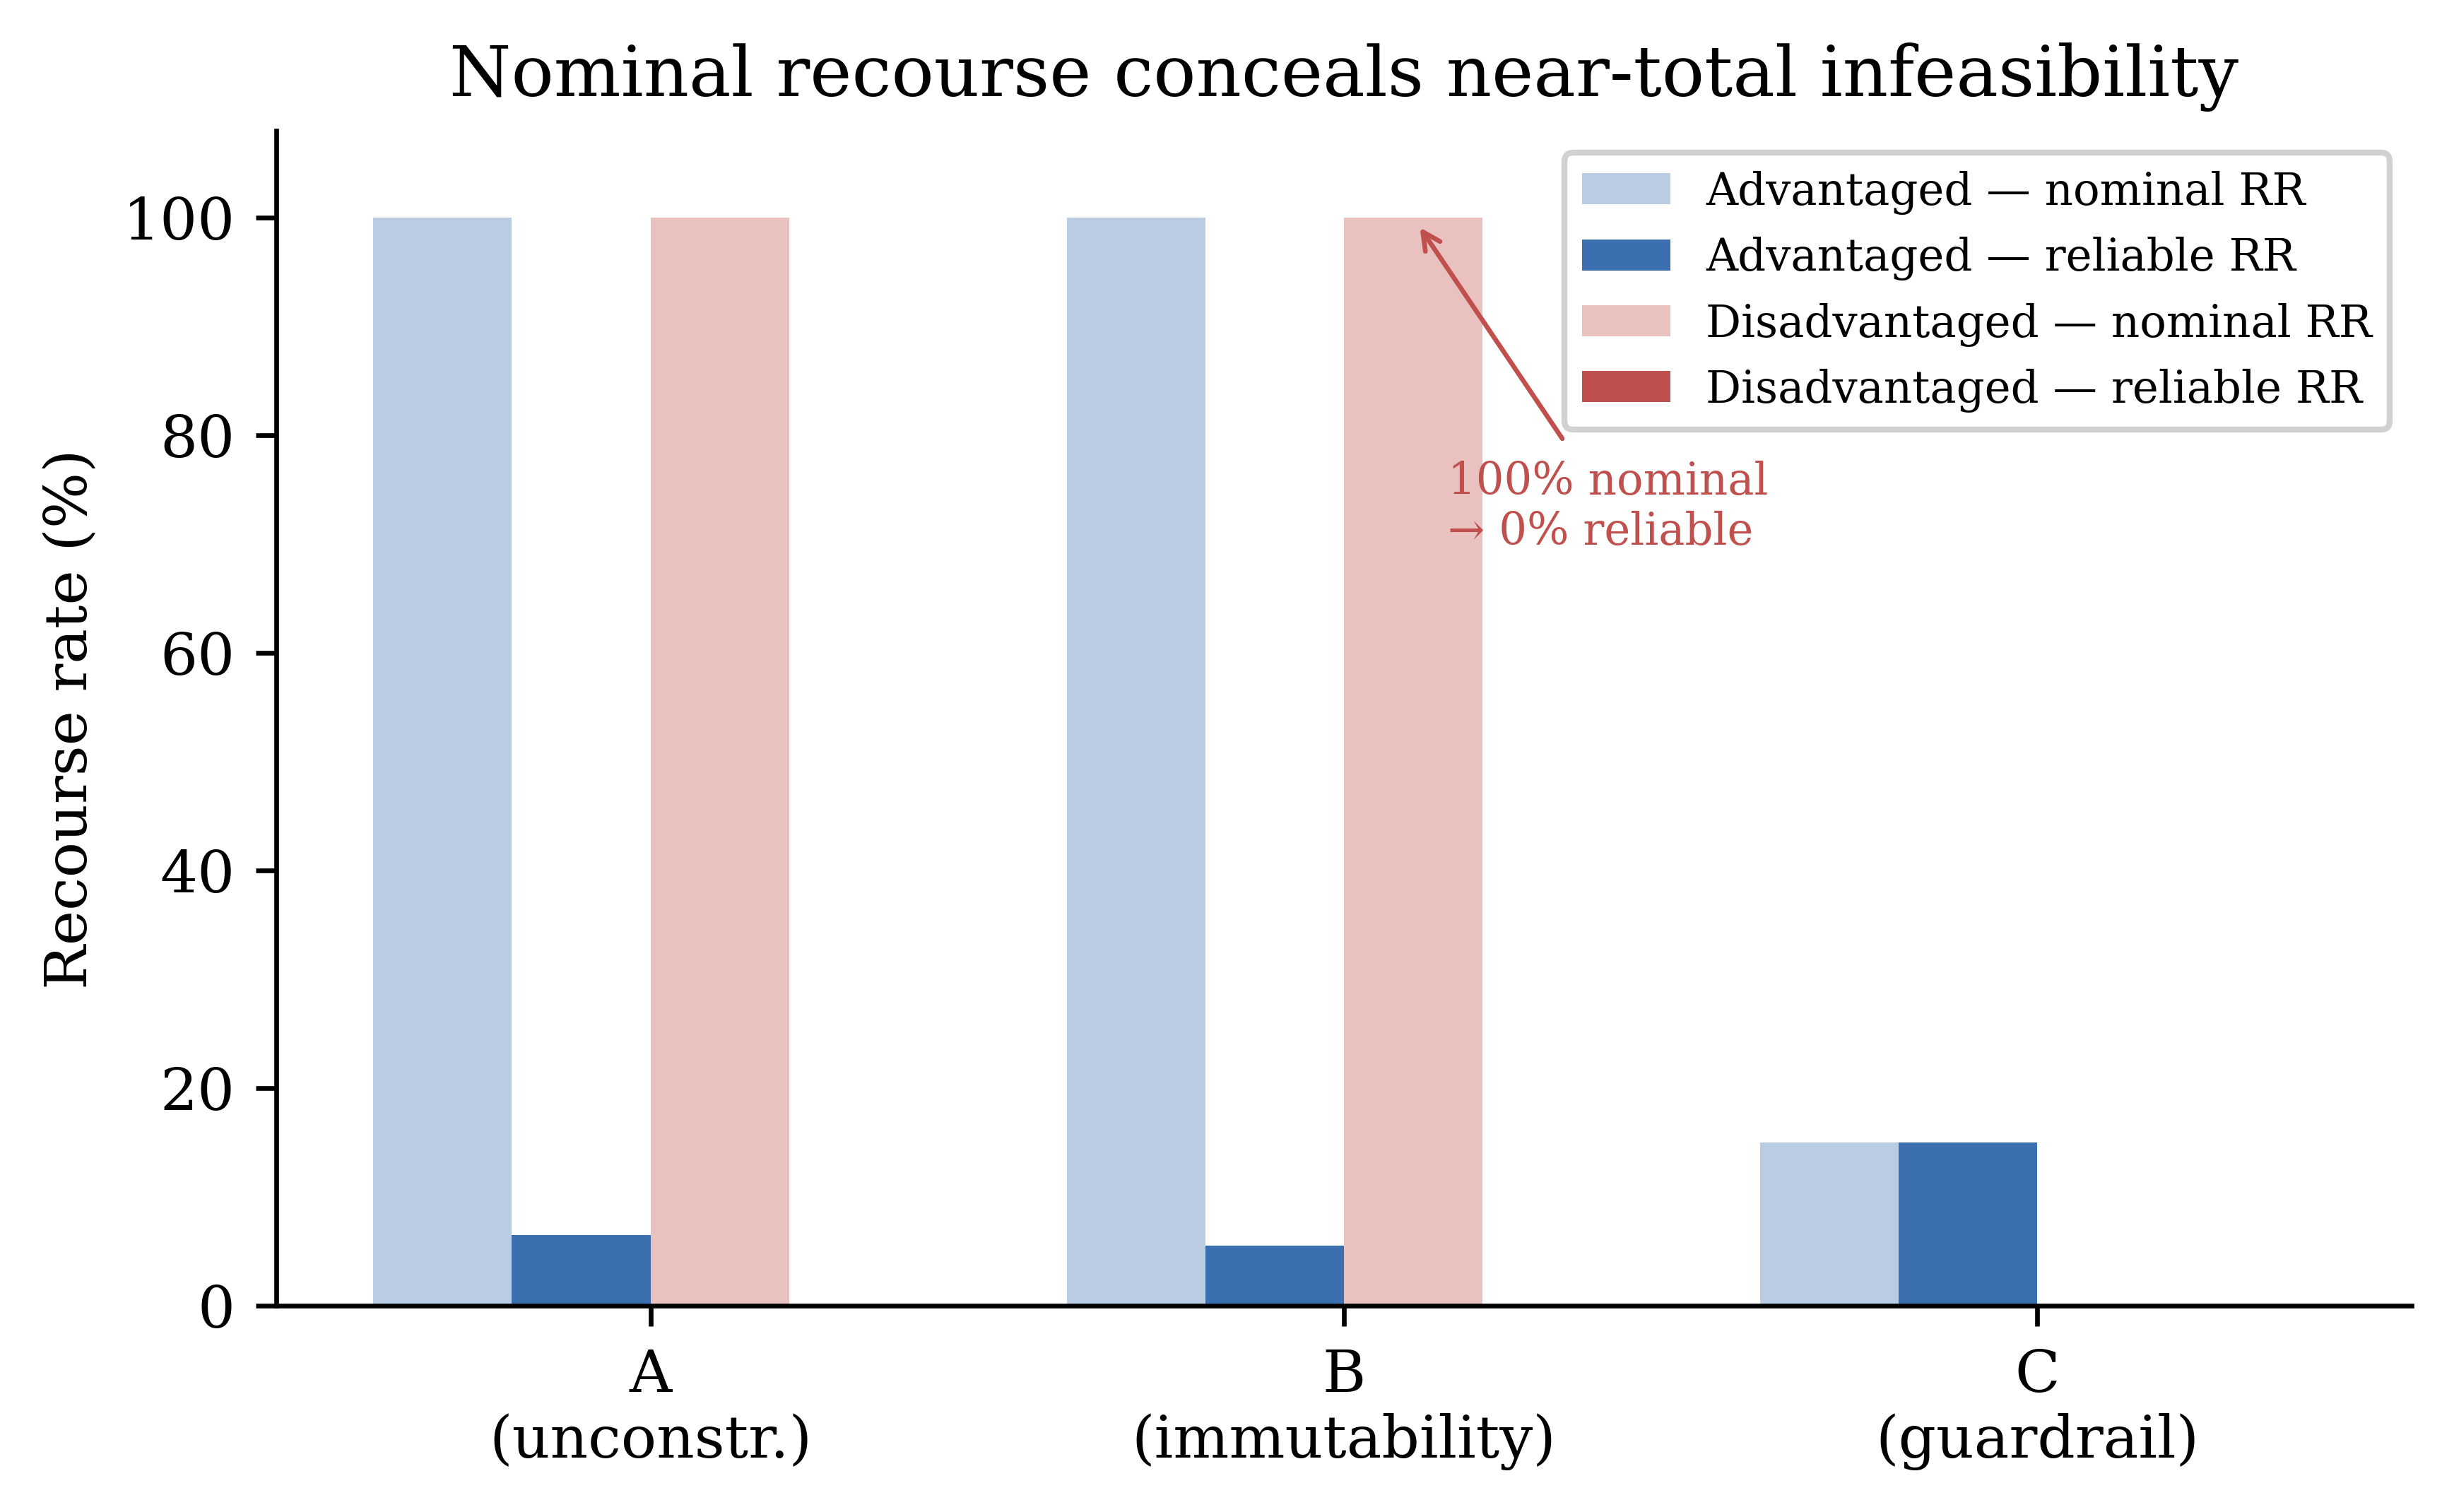 Nominal recourse conceals near-total infeasibility
Advantaged — nominal RR
Advantaged — reliable RR
Disadvantaged — nominal RR
Disadvantaged — reliable RR
100% nominal
→ 0% reliable
Recourse rate (%)
100
80
60
40
20
0
A
(unconstr.)
B
(immutability)
C
(guardrail)